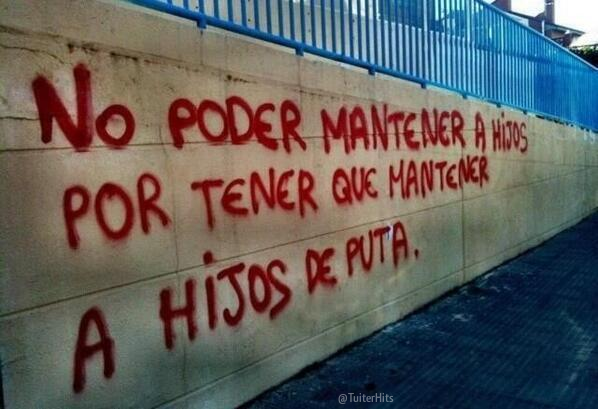 No PODER MANTENER A HiJOS
POR TENER QUE MANTENER
A HiJOS DE PUTA.
@TuiterHits